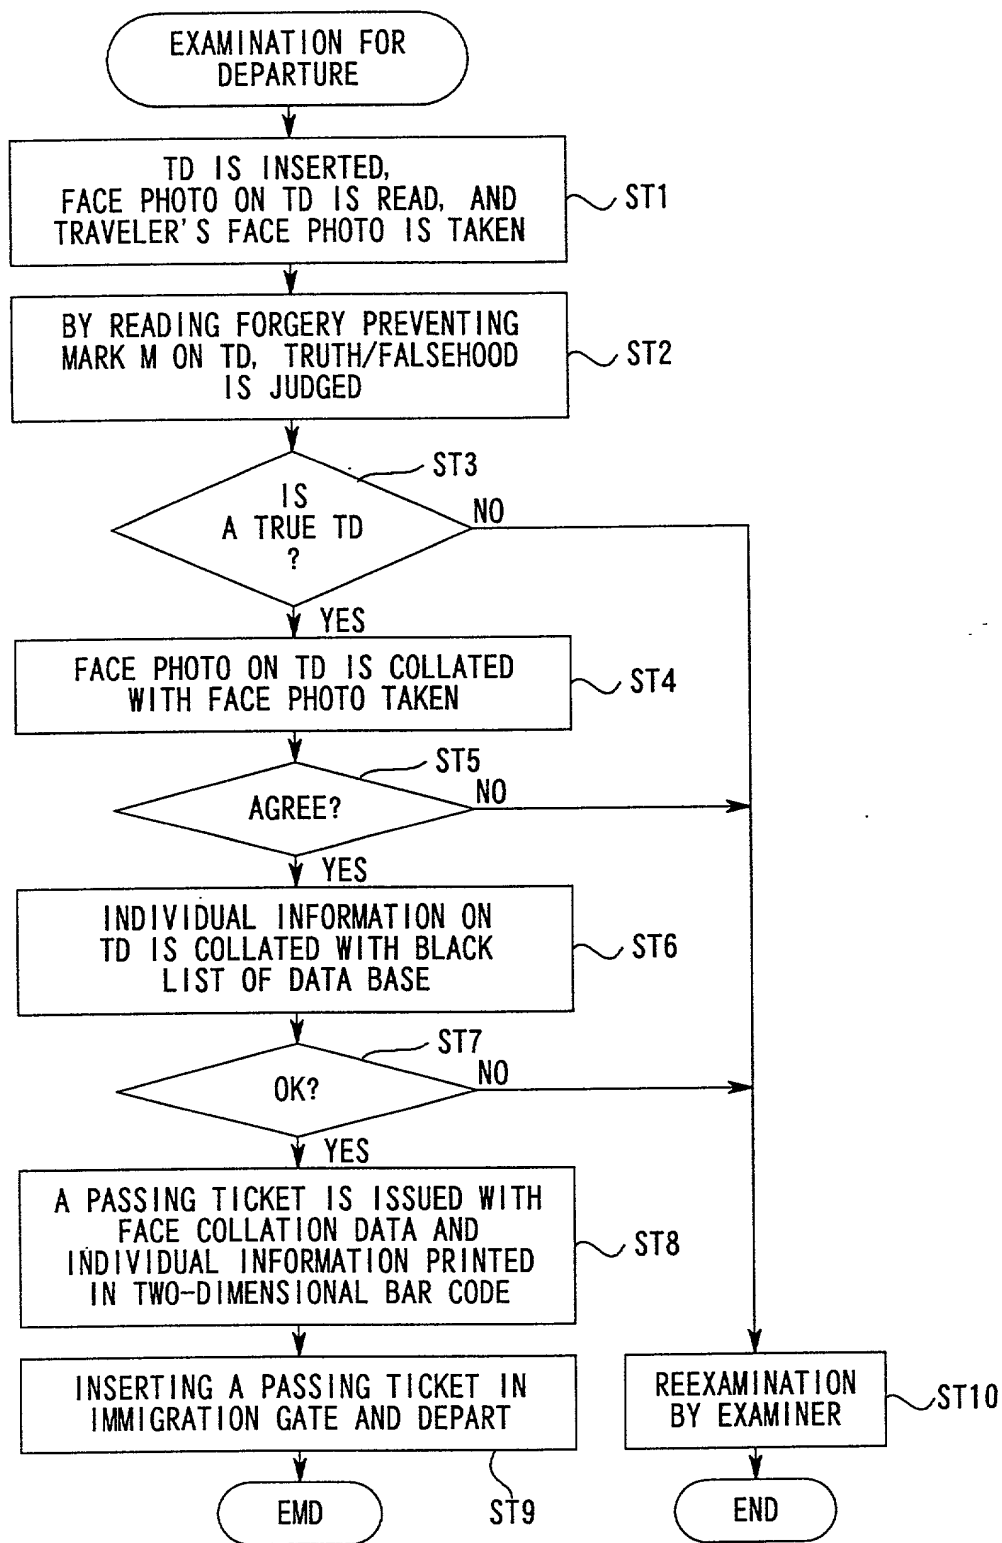 EXAMINATION FOR
DEPARTURE
TD IS INSERTED,
FACE PHOTO ON TD IS READ, AND
TRAVELER'S FACE PHOTO IS TAKEN
ST1
BY READING FORGERY PREVENTING
MARK M ON TD, TRUTH/FALSEHOOD
IS JUDGED
ST2
ST3
IS
A TRUE TD
?
NO
YES
FACE PHOTO ON TD IS COLLATED
WITH FACE PHOTO TAKEN
ST4
ST5
AGREE?
NO
YES
INDIVIDUAL INFORMATION ON
TD IS COLLATED WITH BLACK
LIST OF DATA BASE
ST6
ST7
OK?
NO
YES
A PASSING TICKET IS ISSUED WITH
FACE COLLATION DATA AND
INDIVIDUAL INFORMATION PRINTED
IN TWO-DIMENSIONAL BAR CODE
ST8
INSERTING A PASSING TICKET IN
IMMIGRATION GATE AND DEPART
ST9
EMD
REEXAMINATION
BY EXAMINER
ST10
END